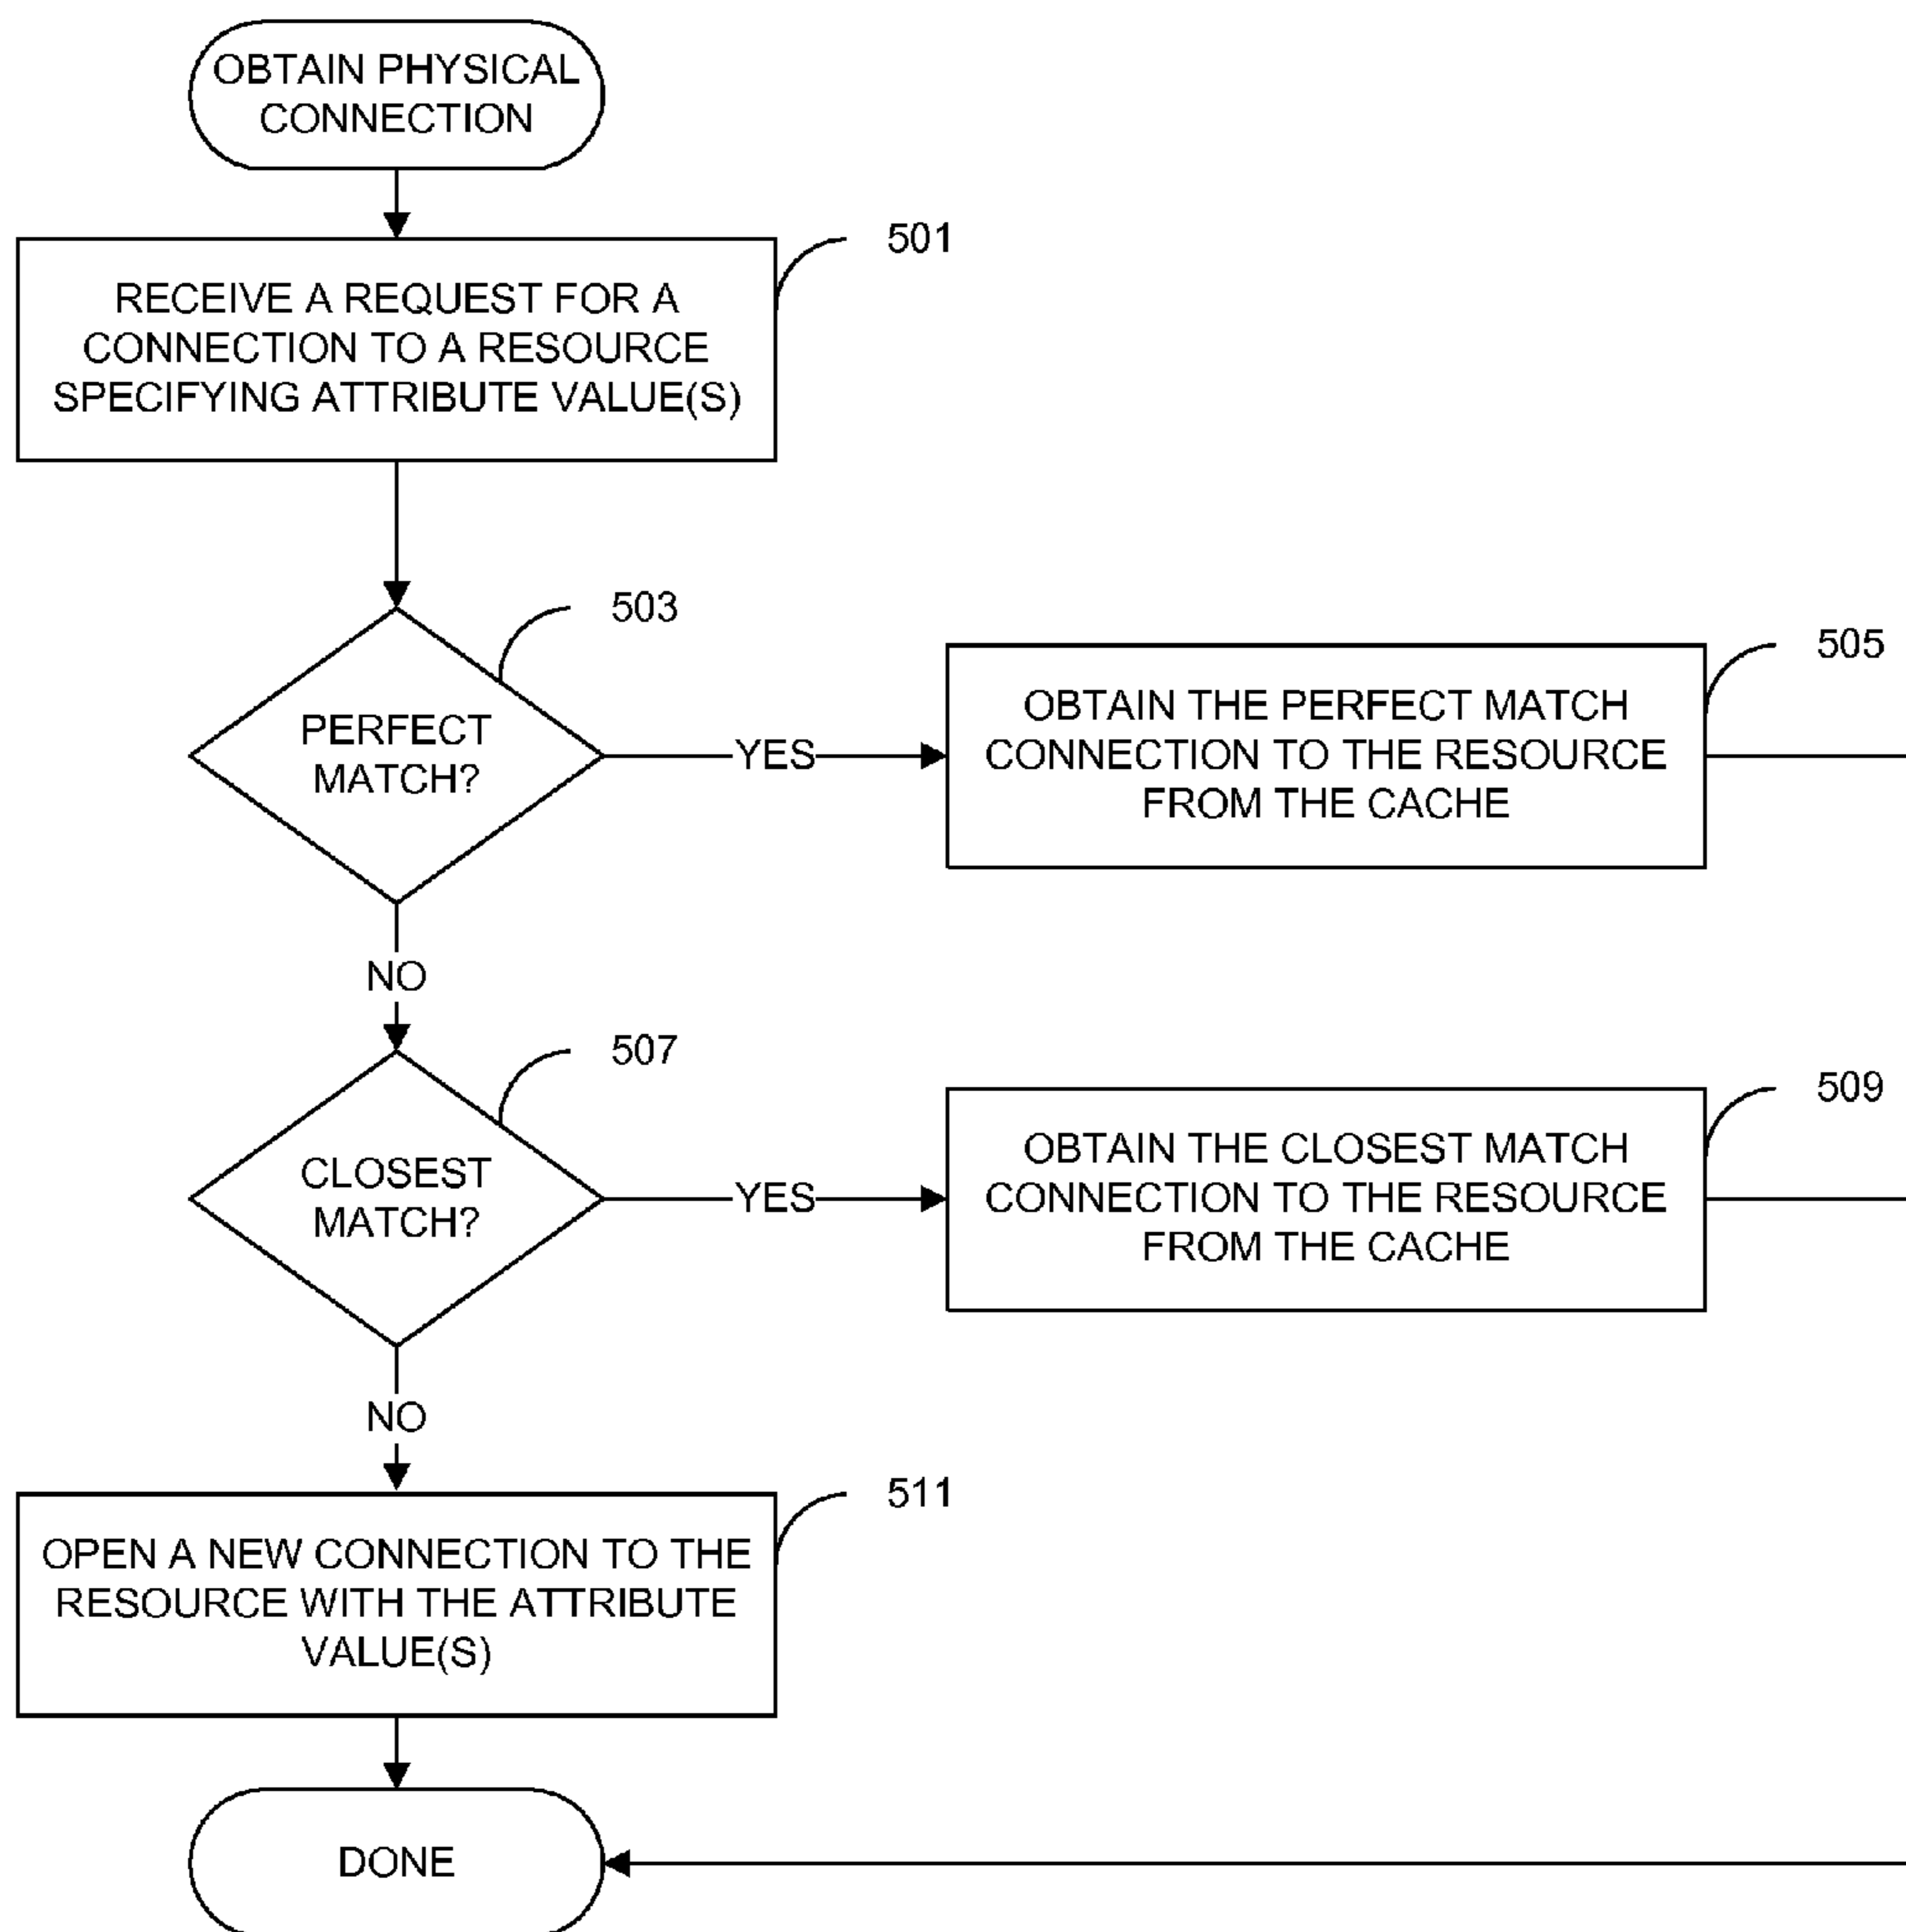 OBTAIN PHYSICAL
CONNECTION
501
RECEIVE A REQUEST FOR A
CONNECTION TO A RESOURCE
SPECIFYING ATTRIBUTE VALUE(S)
503
PERFECT
MATCH?
YES
505
OBTAIN THE PERFECT MATCH
CONNECTION TO THE RESOURCE
FROM THE CACHE
NO
507
CLOSEST
MATCH?
YES
509
OBTAIN THE CLOSEST MATCH
CONNECTION TO THE RESOURCE
FROM THE CACHE
NO
511
OPEN A NEW CONNECTION TO THE
RESOURCE WITH THE ATTRIBUTE
VALUE(S)
DONE